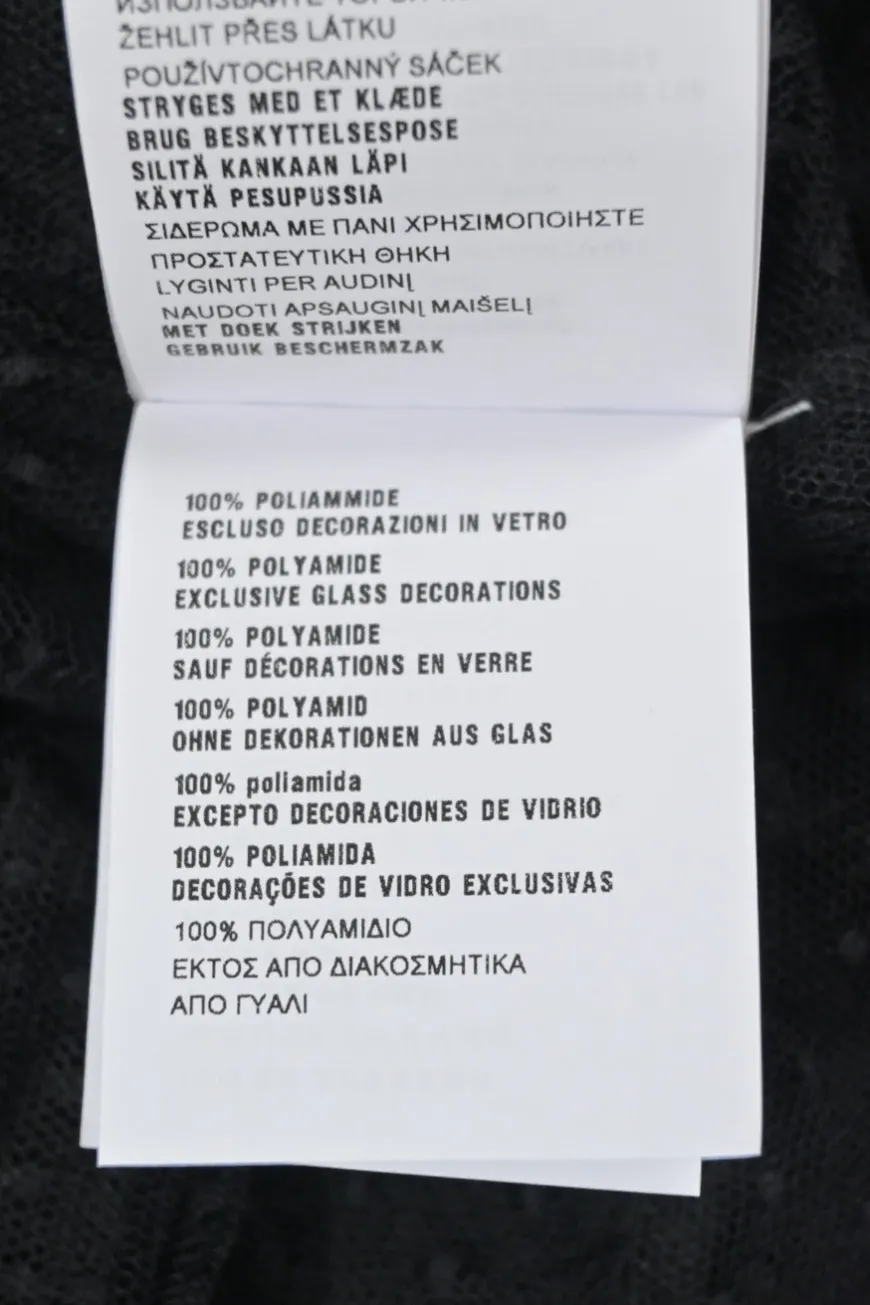 ŽEHLIT PŘES LÁTKU
POUŽÍVTOCHRANNÝ SÁČEK
STRYGES MED ET KLÆDE
BRUG BESKYTTELSESPOSE
SILITÄ KANKAAN LÄPI
KÄYTÄ PESUPUSSIA
ΣΙΔΕΡΩΜΑ ΜΕ ΠΑΝΙ ΧΡΗΣΙΜΟΠΟΙΗΣΤΕ
ΠΡΟΣΤΑΤΕΥΤΙΚΗ ΘΗΚΗ
LYGINTI PER AUDINĮ
NAUDOTI APSAUGINĮ MAIŠELĮ
MET DOEK STRIJKEN
GEBRUIK BESCHERMZAK
100% POLIAMMIDE
ESCLUSO DECORAZIONI IN VETRO
100% POLYAMIDE
EXCLUSIVE GLASS DECORATIONS
100% POLYAMIDE
SAUF DÉCORATIONS EN VERRE
100% POLYAMID
OHNE DEKORATIONEN AUS GLAS
100% poliamida
EXCEPTO DECORACIONES DE VIDRIO
100% POLIAMIDA
DECORAÇÕES DE VIDRO EXCLUSIVAS
100% ΠΟΛΥΑΜΙΔΙΟ
ΕΚΤΟΣ ΑΠΟ ΔΙΑΚΟΣΜΗΤΙΚΑ
ΑΠΟ ΓΥΑΛΙ